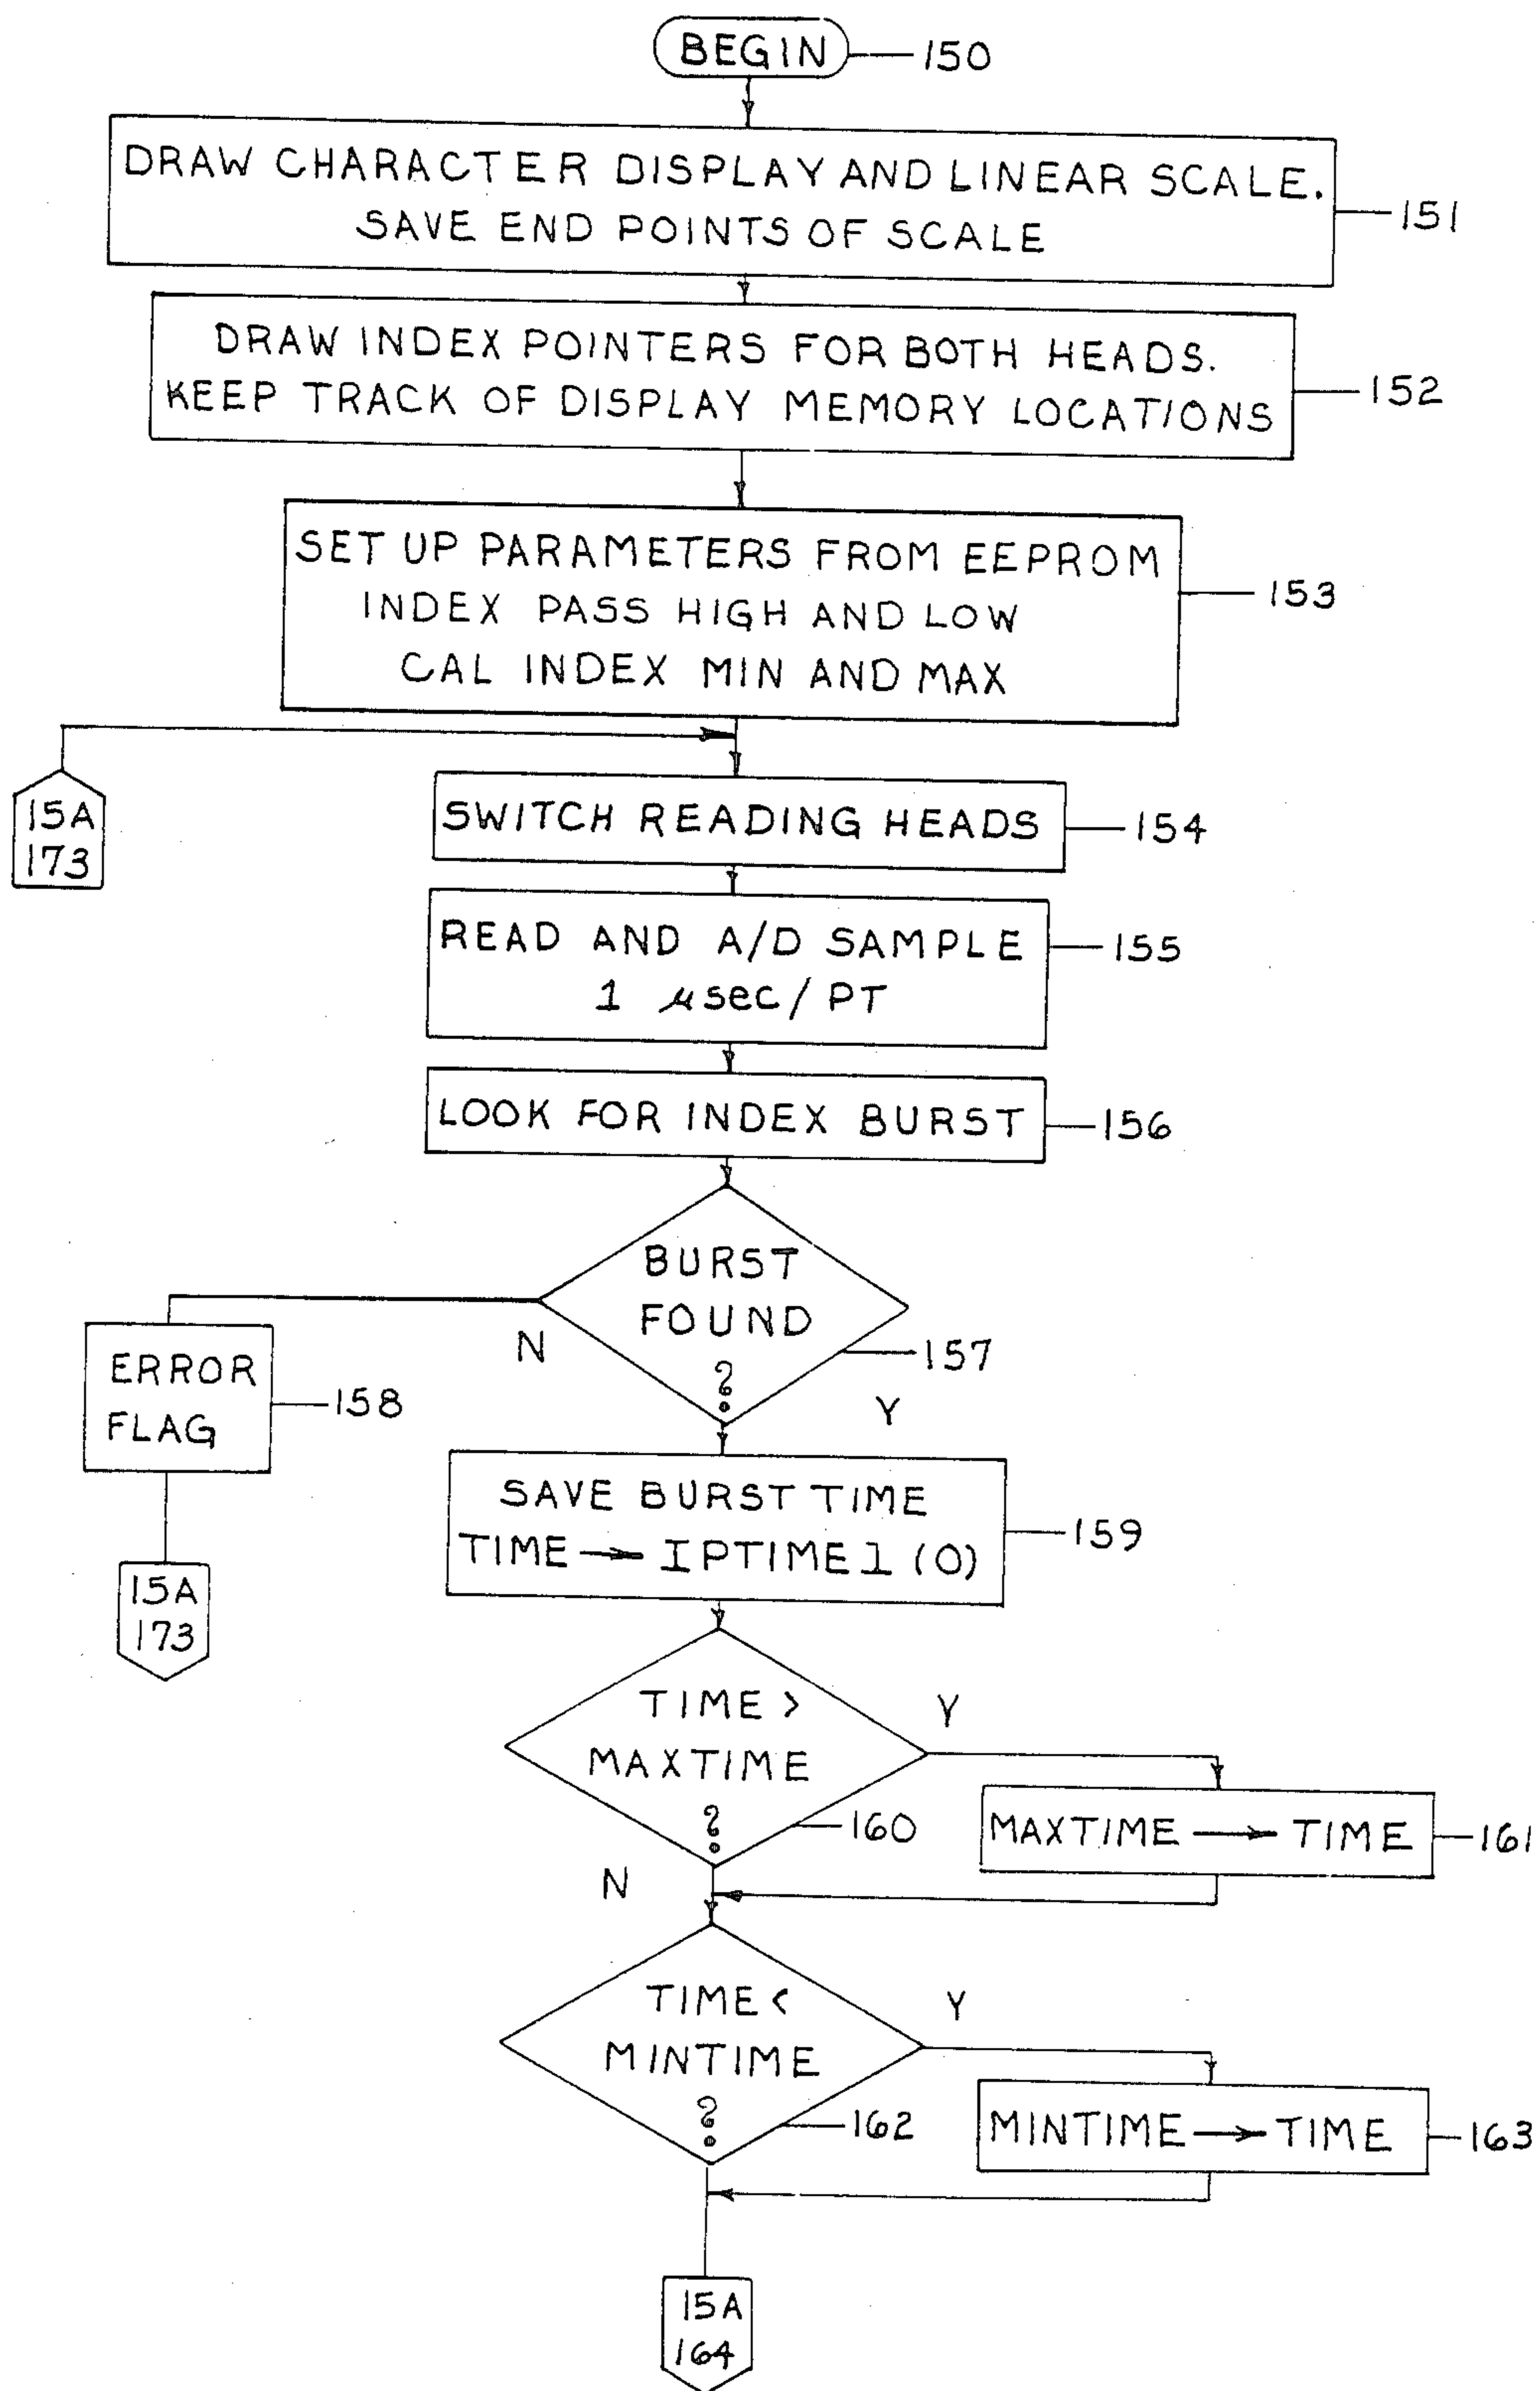 BEGIN 150
DRAW CHARACTER DISPLAY AND LINEAR SCALE.
SAVE END POINTS OF SCALE
151
DRAW INDEX POINTERS FOR BOTH HEADS.
KEEP TRACK OF DISPLAY MEMORY LOCATIONS
152
SET UP PARAMETERS FROM EEPROM
INDEX PASS HIGH AND LOW
CAL INDEX MIN AND MAX
153
15A
173
SWITCH READING HEADS 154
READ AND A/D SAMPLE
1 μsec/PT
155
LOOK FOR INDEX BURST 156
BURST
FOUND
?
157
N
Y
ERROR
FLAG
158
15A
173
SAVE BURST TIME
TIME → IPTIME1(0)
159
TIME >
MAXTIME
?
160
Y
MAXTIME → TIME 161
N
TIME <
MINTIME
?
162
Y
MINTIME → TIME 163
15A
164